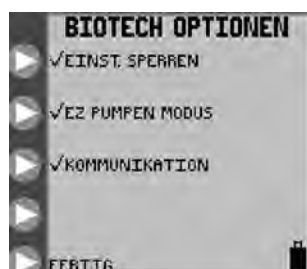 BIOTECH OPTIONEN
✓EINST. SPERREN
✓EZ PUMPEN MODUS
✓KOMMUNIKATION
FERTIG